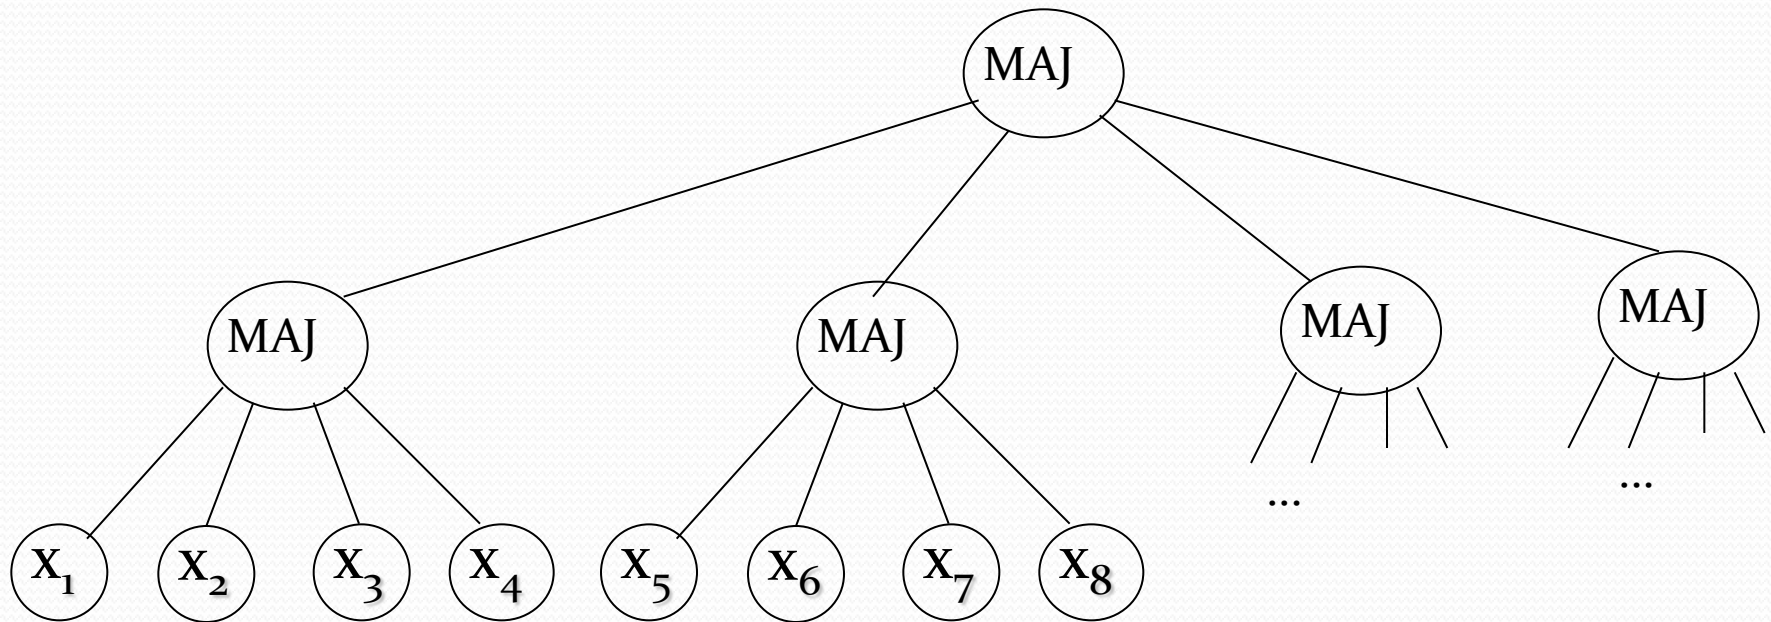 MAJ
MAJ MAJ MAJ MAJ
... ...
x₁ x₂ x₃ x₄ x₅ x₆ x₇ x₈